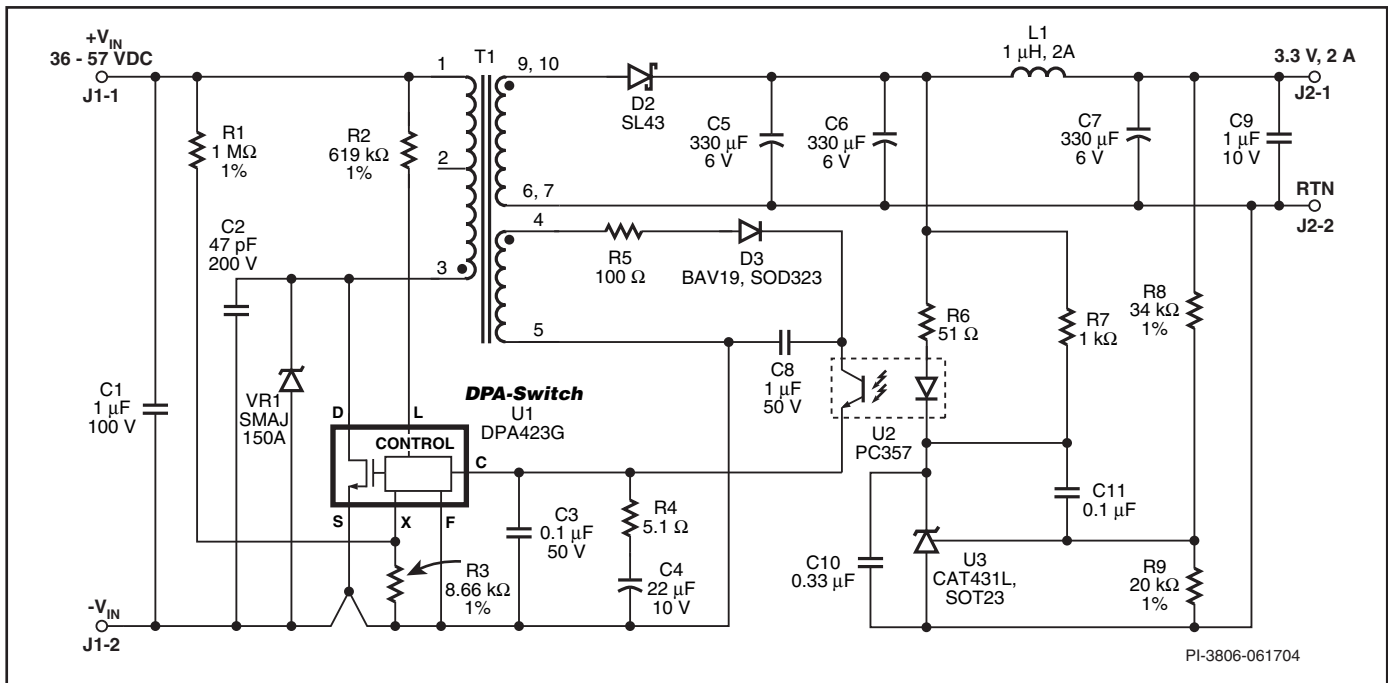 +VIN
36 - 57 VDC
J1-1
R1
1 MΩ
1%
R2
619 kΩ
1%
C2
47 pF
200 V
C1
1 µF
100 V
VR1
SMAJ
150A
-VIN
J1-2
T1
1
2
3
9, 10
6, 7
4
5
D2
SL43
C5
330 µF
6 V
C6
330 µF
6 V
L1
1 µH, 2A
C7
330 µF
6 V
C9
1 µF
10 V
3.3 V, 2 A
J2-1
RTN
J2-2
R5
100 Ω
D3
BAV19, SOD323
C8
1 µF
50 V
R6
51 Ω
R7
1 kΩ
R8
34 kΩ
1%
DPA-Switch
U1
DPA423G
D
L
CONTROL
C
S
X
F
R3
8.66 kΩ
1%
C3
0.1 µF
50 V
R4
5.1 Ω
C4
22 µF
10 V
U2
PC357
C10
0.33 µF
C11
0.1 µF
U3
CAT431L,
SOT23
R9
20 kΩ
1%
PI-3806-061704